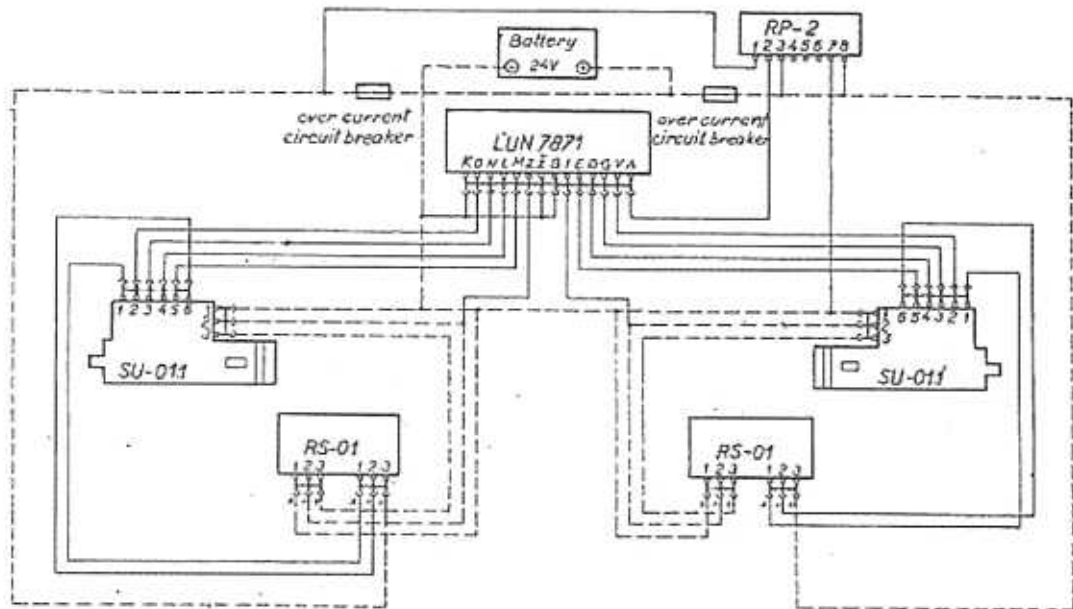 RP-2
1 2 3 4 5 6 7 8
Battery
24V
over current
circuit breaker
over current
circuit breaker
LUN 7871
1 2 3 4 5 6
SU-011
6 5 4 3 2 1
SU-011
RS-01
1 2 3 1 2 3
RS-01
1 2 3 1 2 3